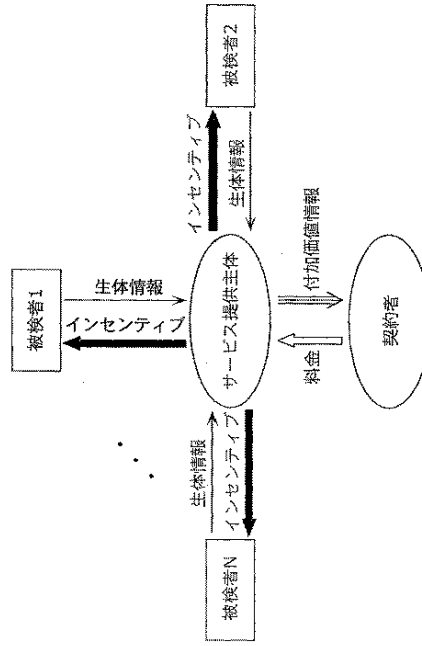 被検者1
生体情報
インセンティブ
被検者2
インセンティブ
生体情報
サービス提供主体
生体情報
インセンティブ
被検者N
付加価値情報
料金
契約者